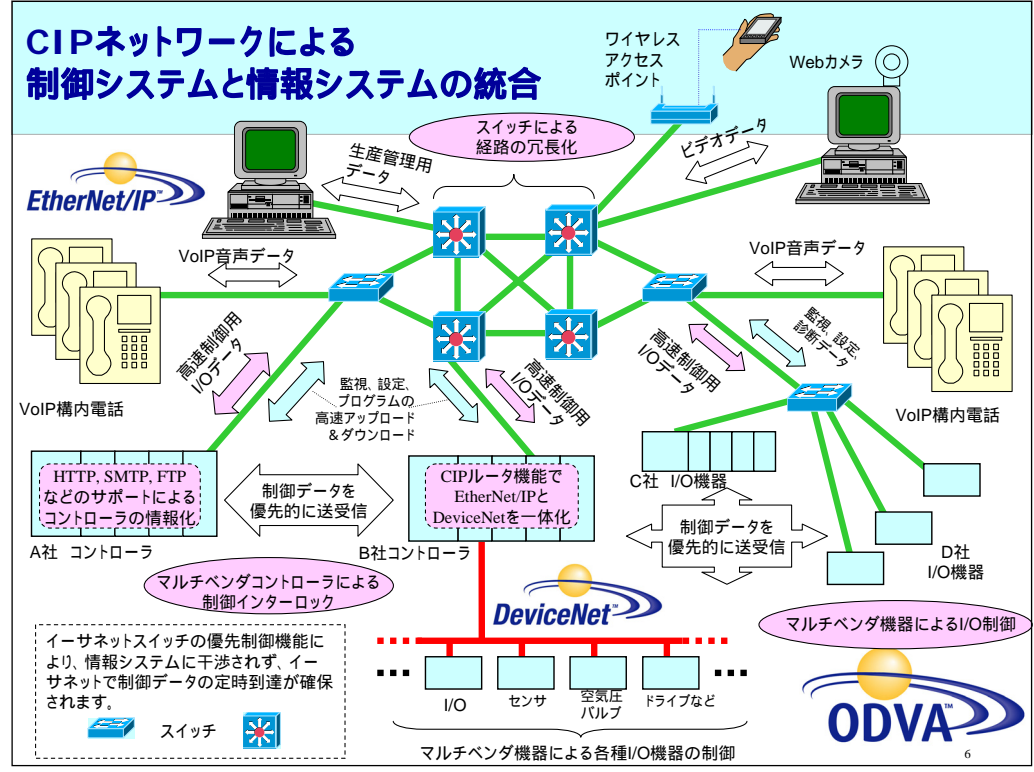 CIPネットワークによる
制御システムと情報システムの統合
ワイヤレス
アクセス
ポイント
Webカメラ
スイッチによる
経路の冗長化
生産管理用
データ
ビデオデータ
EtherNet/IP™
VoIP音声データ
VoIP音声データ
高速制御用
I/Oデータ
監視、設定、
プログラムの
高速アップロード
&ダウンロード
高速制御用
I/Oデータ
高速制御用
I/Oデータ
監視、設定、
診断データ
VoIP構内電話
VoIP構内電話
HTTP, SMTP, FTP
などのサポートによる
コントローラの情報化
制御データを
優先的に送受信
CIPルータ機能で
EtherNet/IPと
DeviceNetを一体化
C社 I/O機器
制御データを
優先的に送受信
A社 コントローラ
B社コントローラ
D社
I/O機器
マルチベンダコントローラによる
制御インターロック
DeviceNet™
マルチベンダ機器によるI/O制御
イーサネットスイッチの優先制御機能に
より、情報システムに干渉されず、イー
サネットで制御データの定時到達が確保
されます。
スイッチ
I/O
センサ
空気圧
バルブ
ドライブなど
マルチベンダ機器による各種I/O機器の制御
ODVA™
6